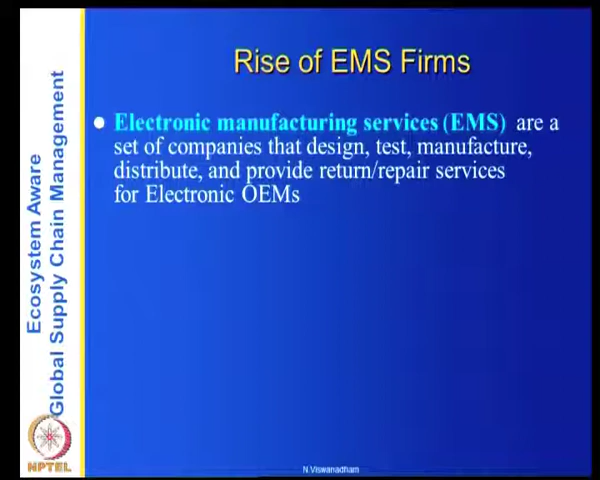 Rise of EMS Firms
Electronic manufacturing services (EMS) are a
set of companies that design, test, manufacture,
distribute, and provide return/repair services
for Electronic OEMs
Ecosystem Aware
Global Supply Chain Management
NPTEL
N.Viswanadham